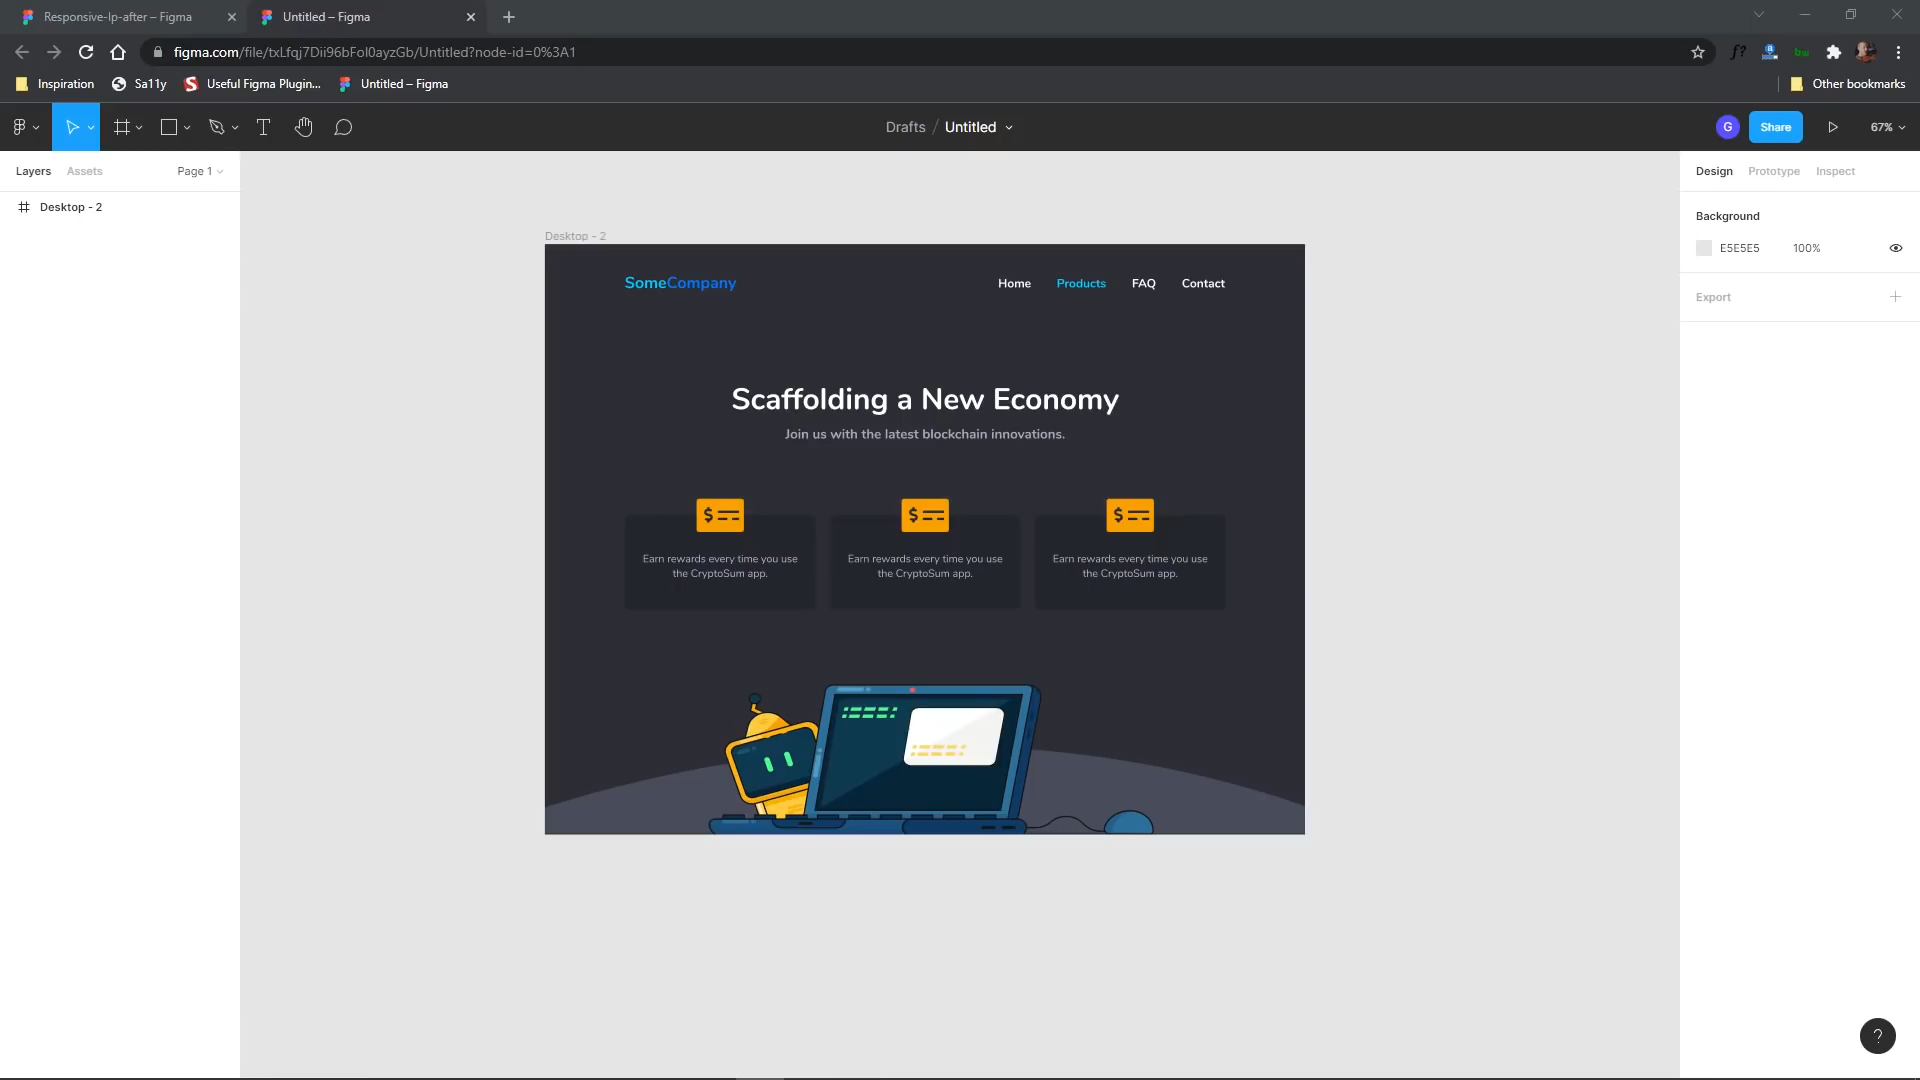 Responsive-lp-after – Figma
Untitled – Figma
figma.com/file/txLfqj7Dii96bFol0ayzGb/Untitled?node-id=0%3A1
Inspiration
Sa11y
Useful Figma Plugin...
Untitled – Figma
Other bookmarks
Drafts / Untitled
G
Share
67%
Layers
Assets
Page 1
Design
Prototype
Inspect
Desktop - 2
Background
E5E5E5
100%
Export
Desktop - 2
SomeCompany
Home
Products
FAQ
Contact
Scaffolding a New Economy
Join us with the latest blockchain innovations.
$
$
$
Earn rewards every time you use
the CryptoSum app.
Earn rewards every time you use
the CryptoSum app.
Earn rewards every time you use
the CryptoSum app.
?